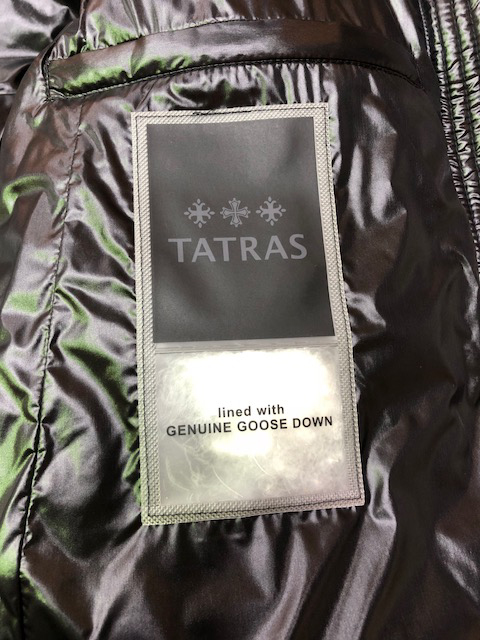 TATRAS
lined with
GENUINE GOOSE DOWN